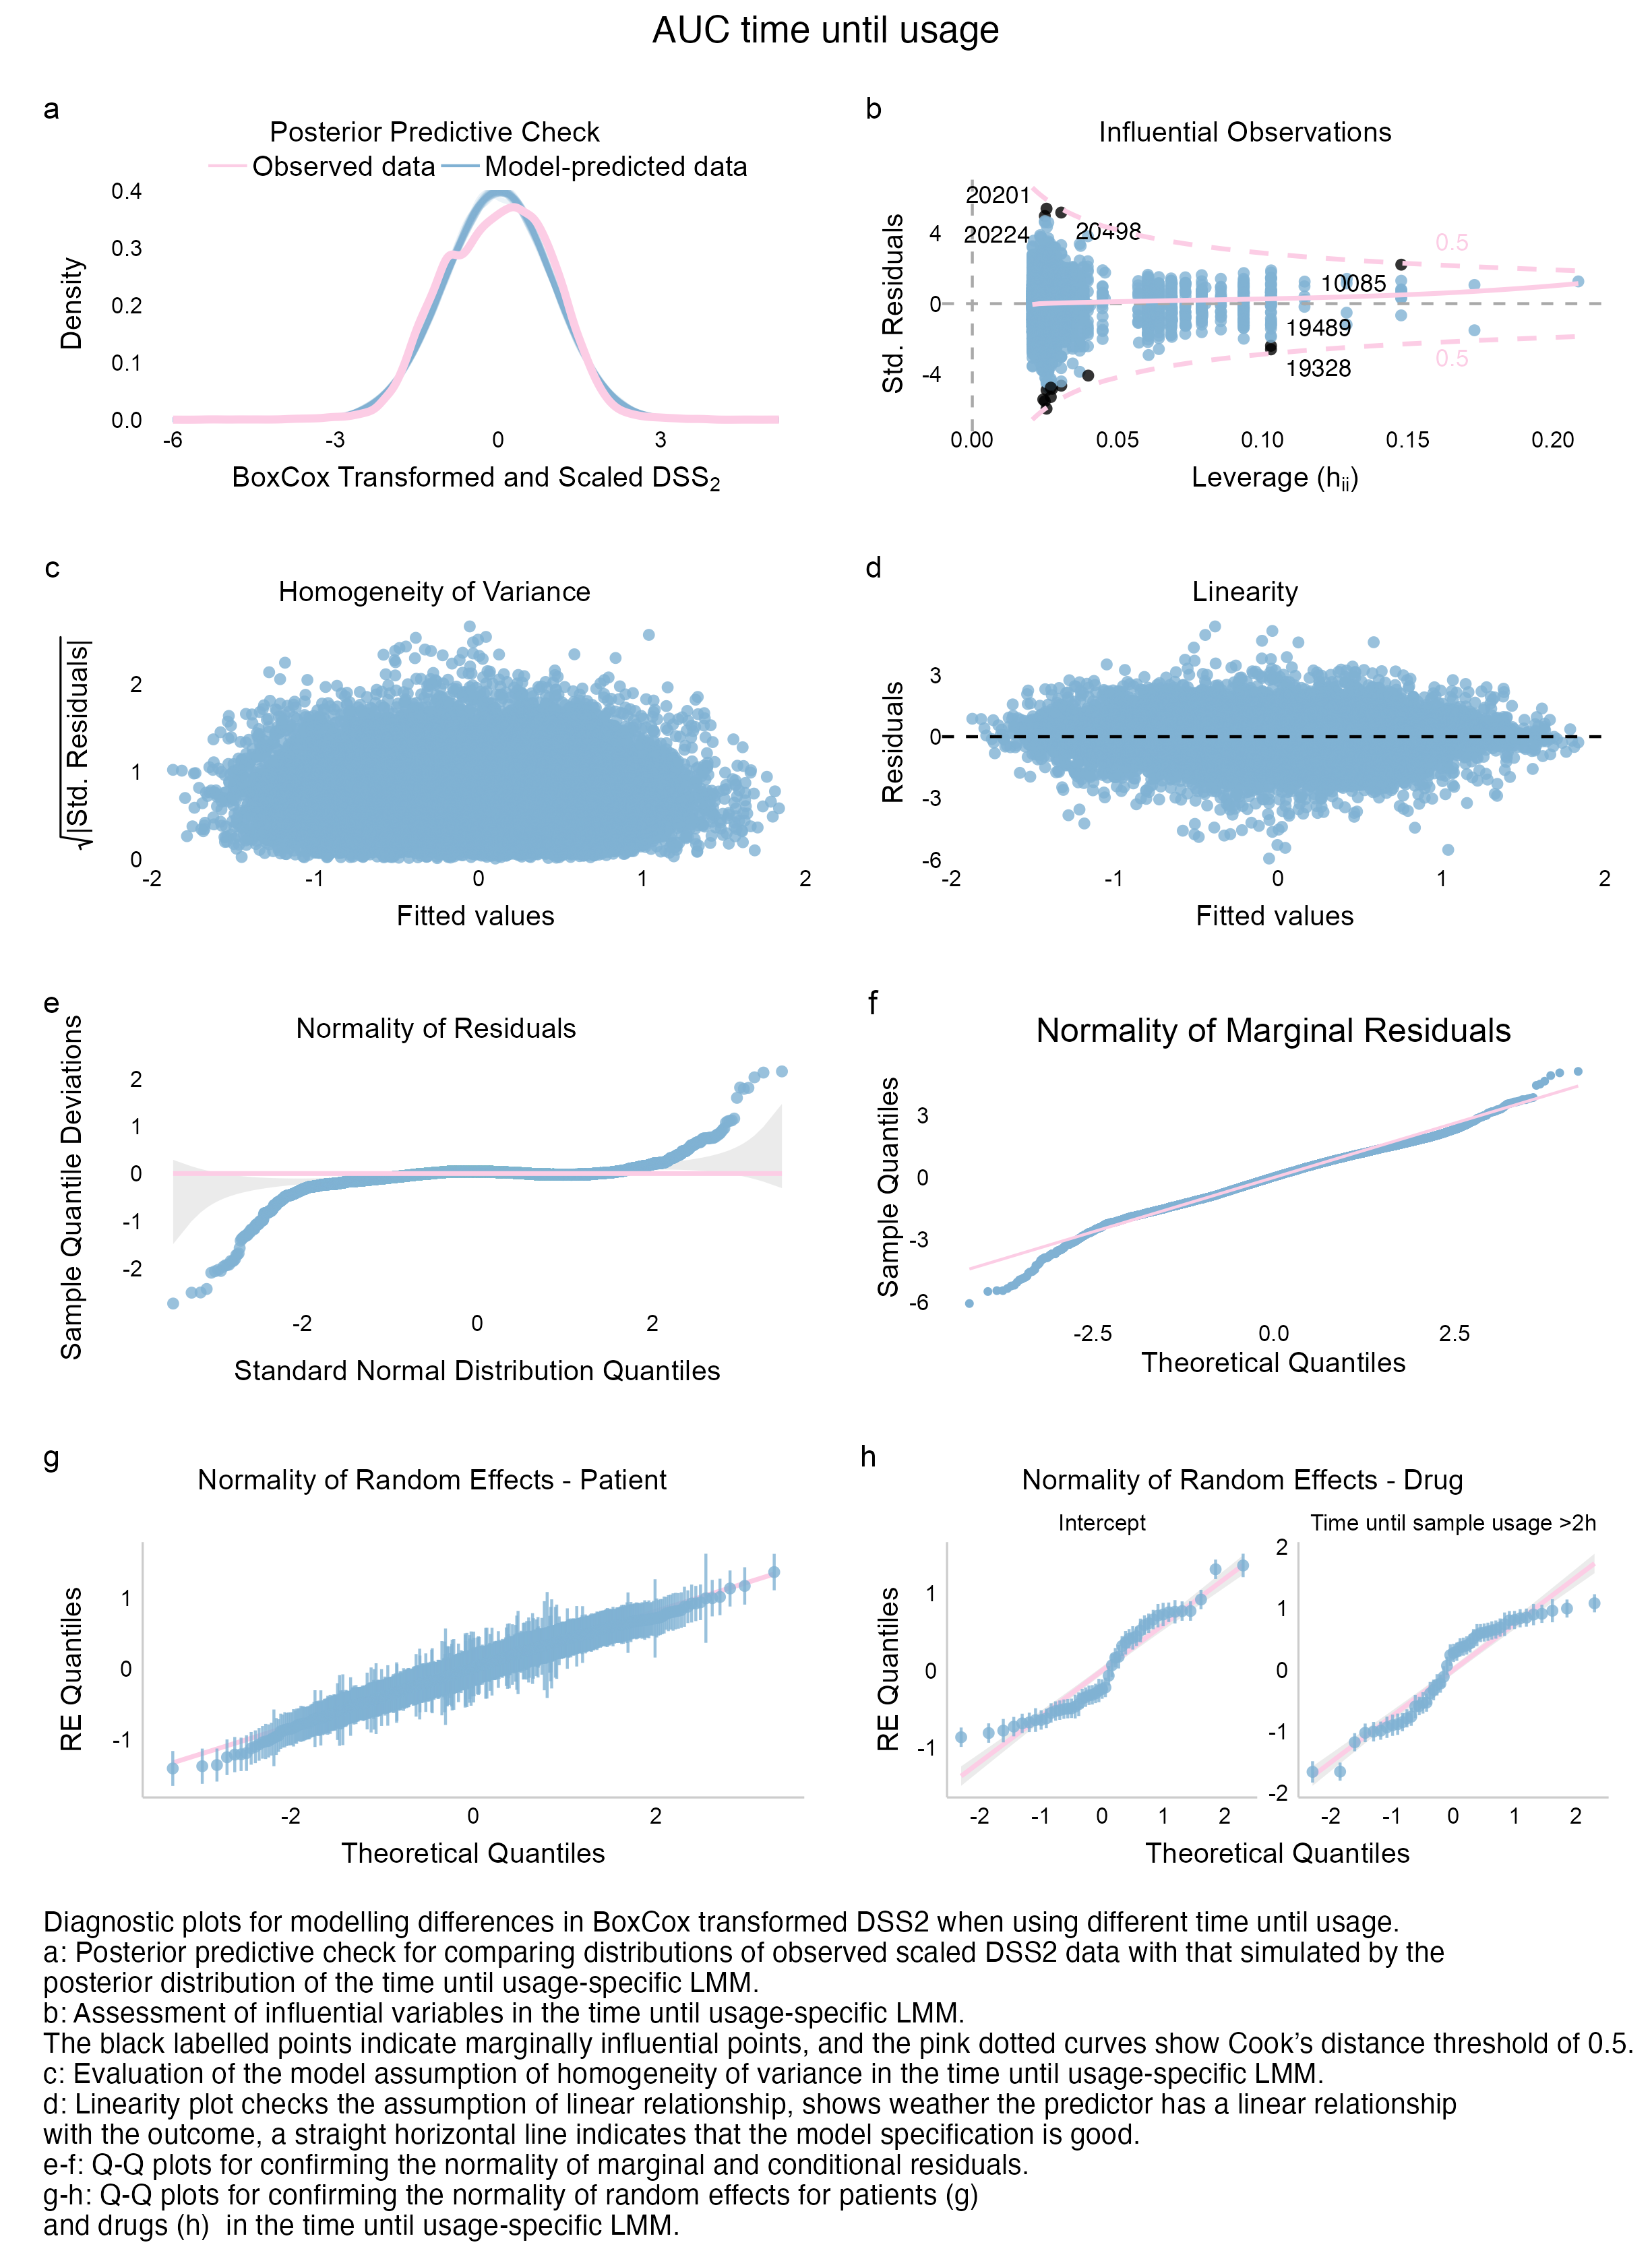 AUC time until usage
a
Posterior Predictive Check
Observed data
Model-predicted data
Density
0.4
0.3
0.2
0.1
0.0
-6
-3
0
3
BoxCox Transformed and Scaled DSS2
b
Influential Observations
Std. Residuals
4
0
-4
20201
20224
20498
0.5
10085
19489
19328
0.5
0.00
0.05
0.10
0.15
0.20
Leverage (hii)
c
Homogeneity of Variance
√|Std. Residuals|
2
1
0
-2
-1
0
1
2
Fitted values
d
Linearity
Residuals
3
0
-3
-6
-2
-1
0
1
2
Fitted values
e
Normality of Residuals
Sample Quantile Deviations
2
1
0
-1
-2
-2
0
2
Standard Normal Distribution Quantiles
f
Normality of Marginal Residuals
Sample Quantiles
3
0
-3
-6
-2.5
0.0
2.5
Theoretical Quantiles
g
Normality of Random Effects - Patient
RE Quantiles
1
0
-1
-2
0
2
Theoretical Quantiles
h
Normality of Random Effects - Drug
Intercept
Time until sample usage >2h
RE Quantiles
1
0
-1
2
1
0
-1
-2
-2
-1
0
1
2
-2
-1
0
1
2
Theoretical Quantiles
Diagnostic plots for modelling differences in BoxCox transformed DSS2 when using different time until usage.
a: Posterior predictive check for comparing distributions of observed scaled DSS2 data with that simulated by the
posterior distribution of the time until usage-specific LMM.
b: Assessment of influential variables in the time until usage-specific LMM.
The black labelled points indicate marginally influential points, and the pink dotted curves show Cook's distance threshold of 0.5.
c: Evaluation of the model assumption of homogeneity of variance in the time until usage-specific LMM.
d: Linearity plot checks the assumption of linear relationship, shows weather the predictor has a linear relationship
with the outcome, a straight horizontal line indicates that the model specification is good.
e-f: Q-Q plots for confirming the normality of marginal and conditional residuals.
g-h: Q-Q plots for confirming the normality of random effects for patients (g)
and drugs (h)  in the time until usage-specific LMM.